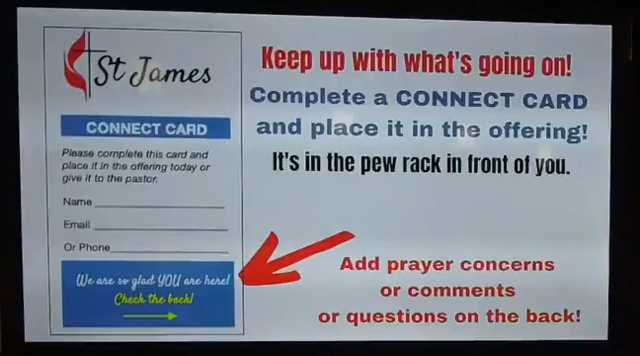 St James
CONNECT CARD
Please complete this card and
place it in the offering today or
give it to the pastor.
Name
Email
Or Phone
We are so glad YOU are here!
Check the back!
Keep up with what's going on!
Complete a CONNECT CARD
and place it in the offering!
It's in the pew rack in front of you.
Add prayer concerns
or comments
or questions on the back!